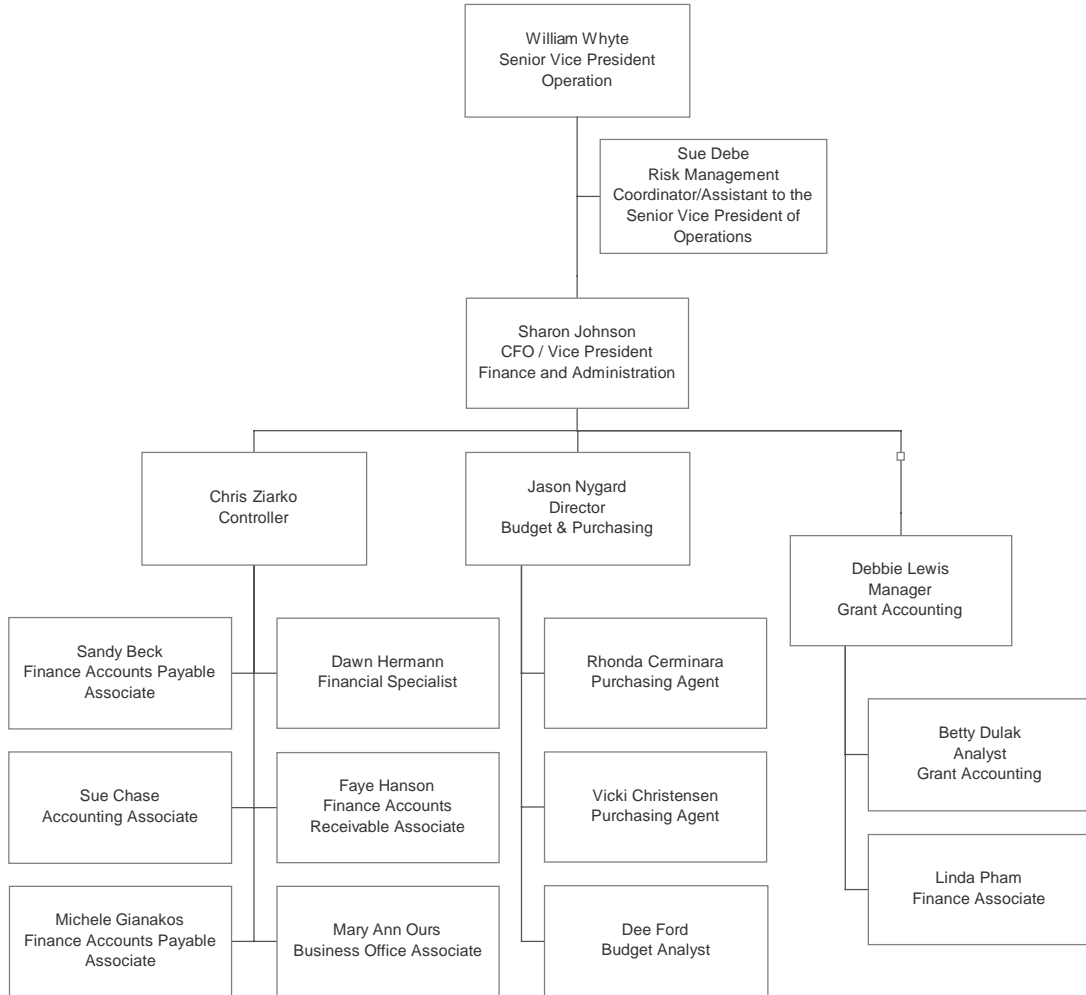 William Whyte
Senior Vice President
Operation
Sue Debe
Risk Management
Coordinator/Assistant to the
Senior Vice President of
Operations
Sharon Johnson
CFO / Vice President
Finance and Administration
Chris Ziarko
Controller
Jason Nygard
Director
Budget & Purchasing
Debbie Lewis
Manager
Grant Accounting
Sandy Beck
Finance Accounts Payable
Associate
Dawn Hermann
Financial Specialist
Rhonda Cerminara
Purchasing Agent
Betty Dulak
Analyst
Grant Accounting
Sue Chase
Accounting Associate
Faye Hanson
Finance Accounts
Receivable Associate
Vicki Christensen
Purchasing Agent
Linda Pham
Finance Associate
Michele Gianakos
Finance Accounts Payable
Associate
Mary Ann Ours
Business Office Associate
Dee Ford
Budget Analyst